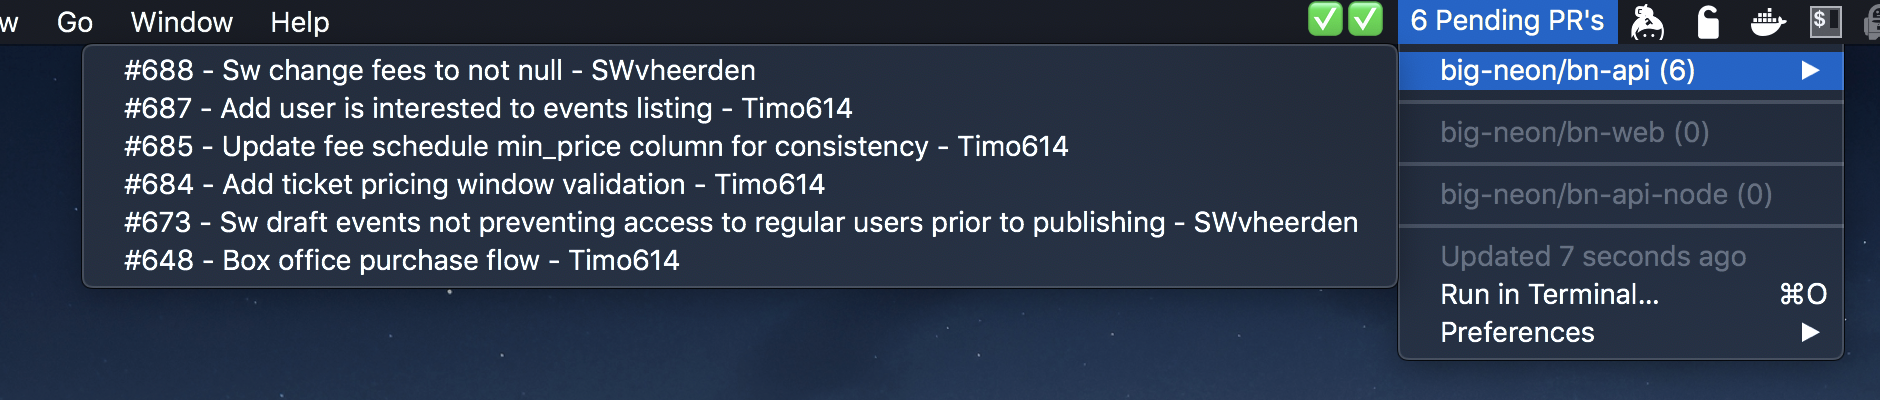 w Go Window Help 6 Pending PR's $
#688 - Sw change fees to not null - SWvheerden
#687 - Add user is interested to events listing - Timo614
#685 - Update fee schedule min_price column for consistency - Timo614
#684 - Add ticket pricing window validation - Timo614
#673 - Sw draft events not preventing access to regular users prior to publishing - SWvheerden
#648 - Box office purchase flow - Timo614
big-neon/bn-api (6)
big-neon/bn-web (0)
big-neon/bn-api-node (0)
Updated 7 seconds ago
Run in Terminal... ⌘O
Preferences